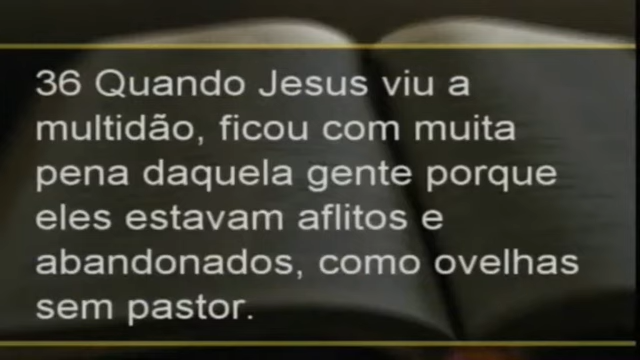 36 Quando Jesus viu a
multidão, ficou com muita
pena daquela gente porque
eles estavam aflitos e
abandonados, como ovelhas
sem pastor.